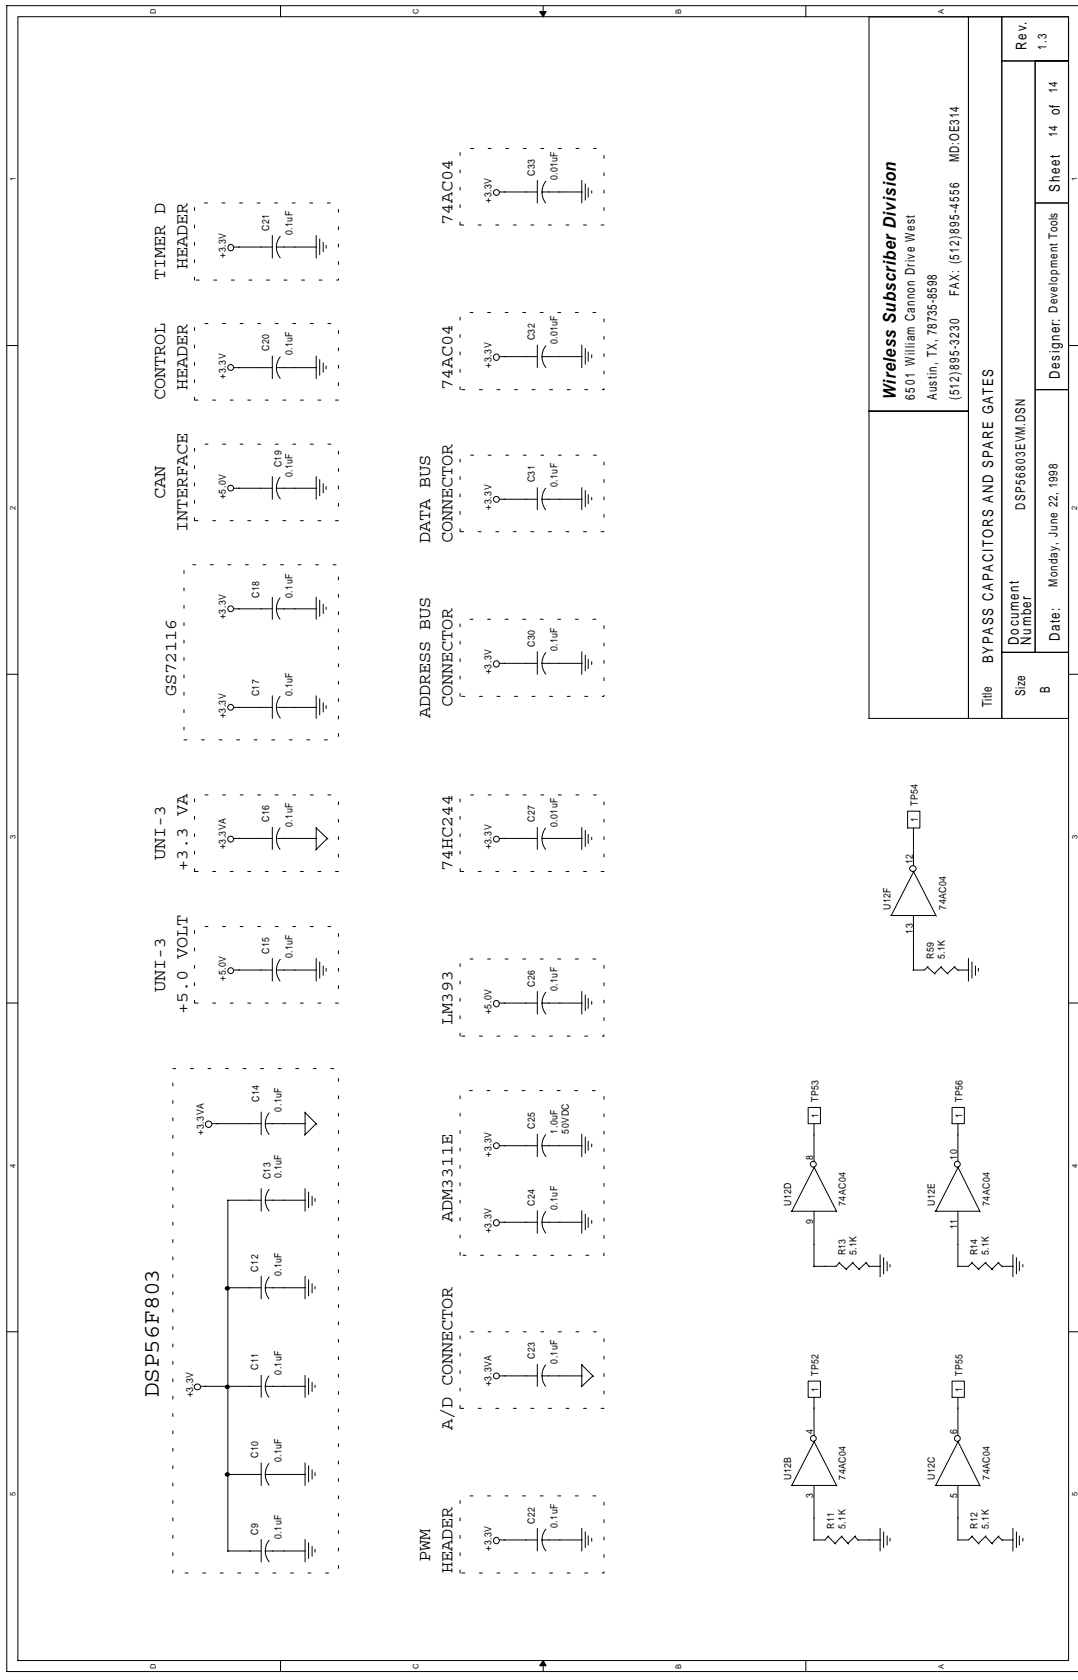 5
4
3
2
1
D
C
B
A
DSP56F803
+3.3V
C9
0.1uF
C10
0.1uF
C11
0.1uF
C12
0.1uF
C13
0.1uF
+3.3VA
C14
0.1uF
UNI-3
+5.0 VOLT
+5.0V
C15
0.1uF
UNI-3
+3.3 VA
+3.3VA
C16
0.1uF
GS72116
+3.3V
C17
0.1uF
+3.3V
C18
0.1uF
CAN
INTERFACE
+5.0V
C19
0.1uF
CONTROL
HEADER
+3.3V
C20
0.1uF
TIMER D
HEADER
+3.3V
C21
0.1uF
PWM
HEADER
+3.3V
C22
0.1uF
A/D CONNECTOR
+3.3VA
C23
0.1uF
ADM3311E
+3.3V
C24
0.1uF
+3.3V
C25
1.0uF
50VDC
LM393
+5.0V
C26
0.1uF
74HC244
+3.3V
C27
0.01uF
ADDRESS BUS
CONNECTOR
+3.3V
C30
0.1uF
DATA BUS
CONNECTOR
+3.3V
C31
0.1uF
74AC04
+3.3V
C32
0.01uF
74AC04
+3.3V
C33
0.01uF
R11
5.1K
3
U12B
74AC04
4
1
TP52
R13
5.1K
9
U12D
74AC04
8
1
TP53
R12
5.1K
5
U12C
74AC04
6
1
TP55
R14
5.1K
11
U12E
74AC04
10
1
TP56
R59
5.1K
13
U12F
74AC04
12
1
TP54
Wireless Subscriber Division
6501 William Cannon Drive West
Austin, TX, 78735-8598
(512)895-3230 FAX: (512)895-4556 MD:OE314
Title BYPASS CAPACITORS AND SPARE GATES
Size
B
Document
Number
DSP56803EVM.DSN
Rev.
1.3
Date: Monday, June 22, 1998
Designer: Development Tools
Sheet 14 of 14
5
4
3
2
1
D
C
B
A